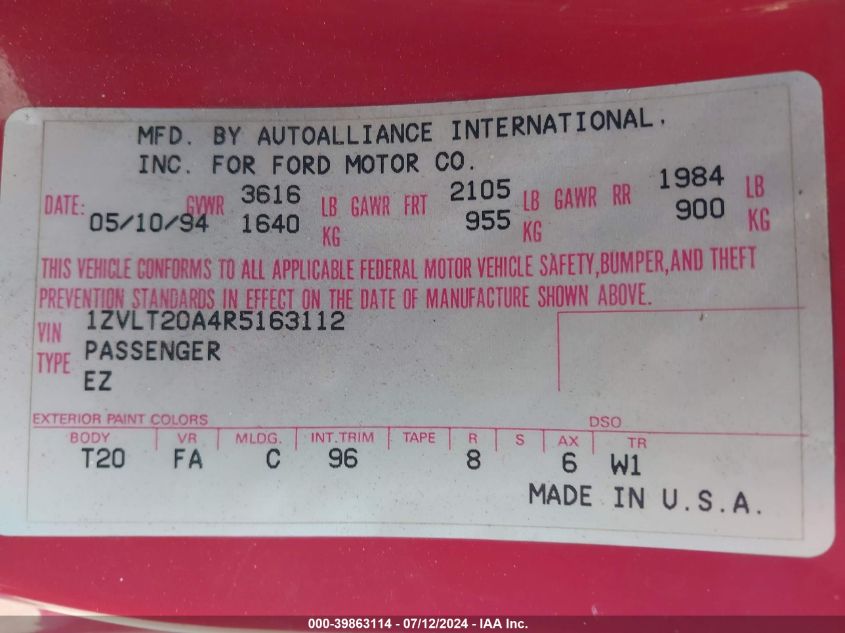 MFD. BY AUTOALLIANCE INTERNATIONAL.
INC. FOR FORD MOTOR CO.
DATE: GVWR 3616 LB GAWR FRT 2105 LB GAWR RR 1984 LB
05/10/94 1640 KG 955 KG 900 KG
THIS VEHICLE CONFORMS TO ALL APPLICABLE FEDERAL MOTOR VEHICLE SAFETY, BUMPER, AND THEFT
PREVENTION STANDARDS IN EFFECT ON THE DATE OF MANUFACTURE SHOWN ABOVE.
VIN 1ZVLT20A4R5163112
TYPE PASSENGER
EZ
EXTERIOR PAINT COLORS DSO
BODY VR MLDG. INT.TRIM TAPE R S AX TR
T20 FA C 96 8 6 W1
MADE IN U.S.A.
000-39863114 - 07/12/2024 - IAA Inc.